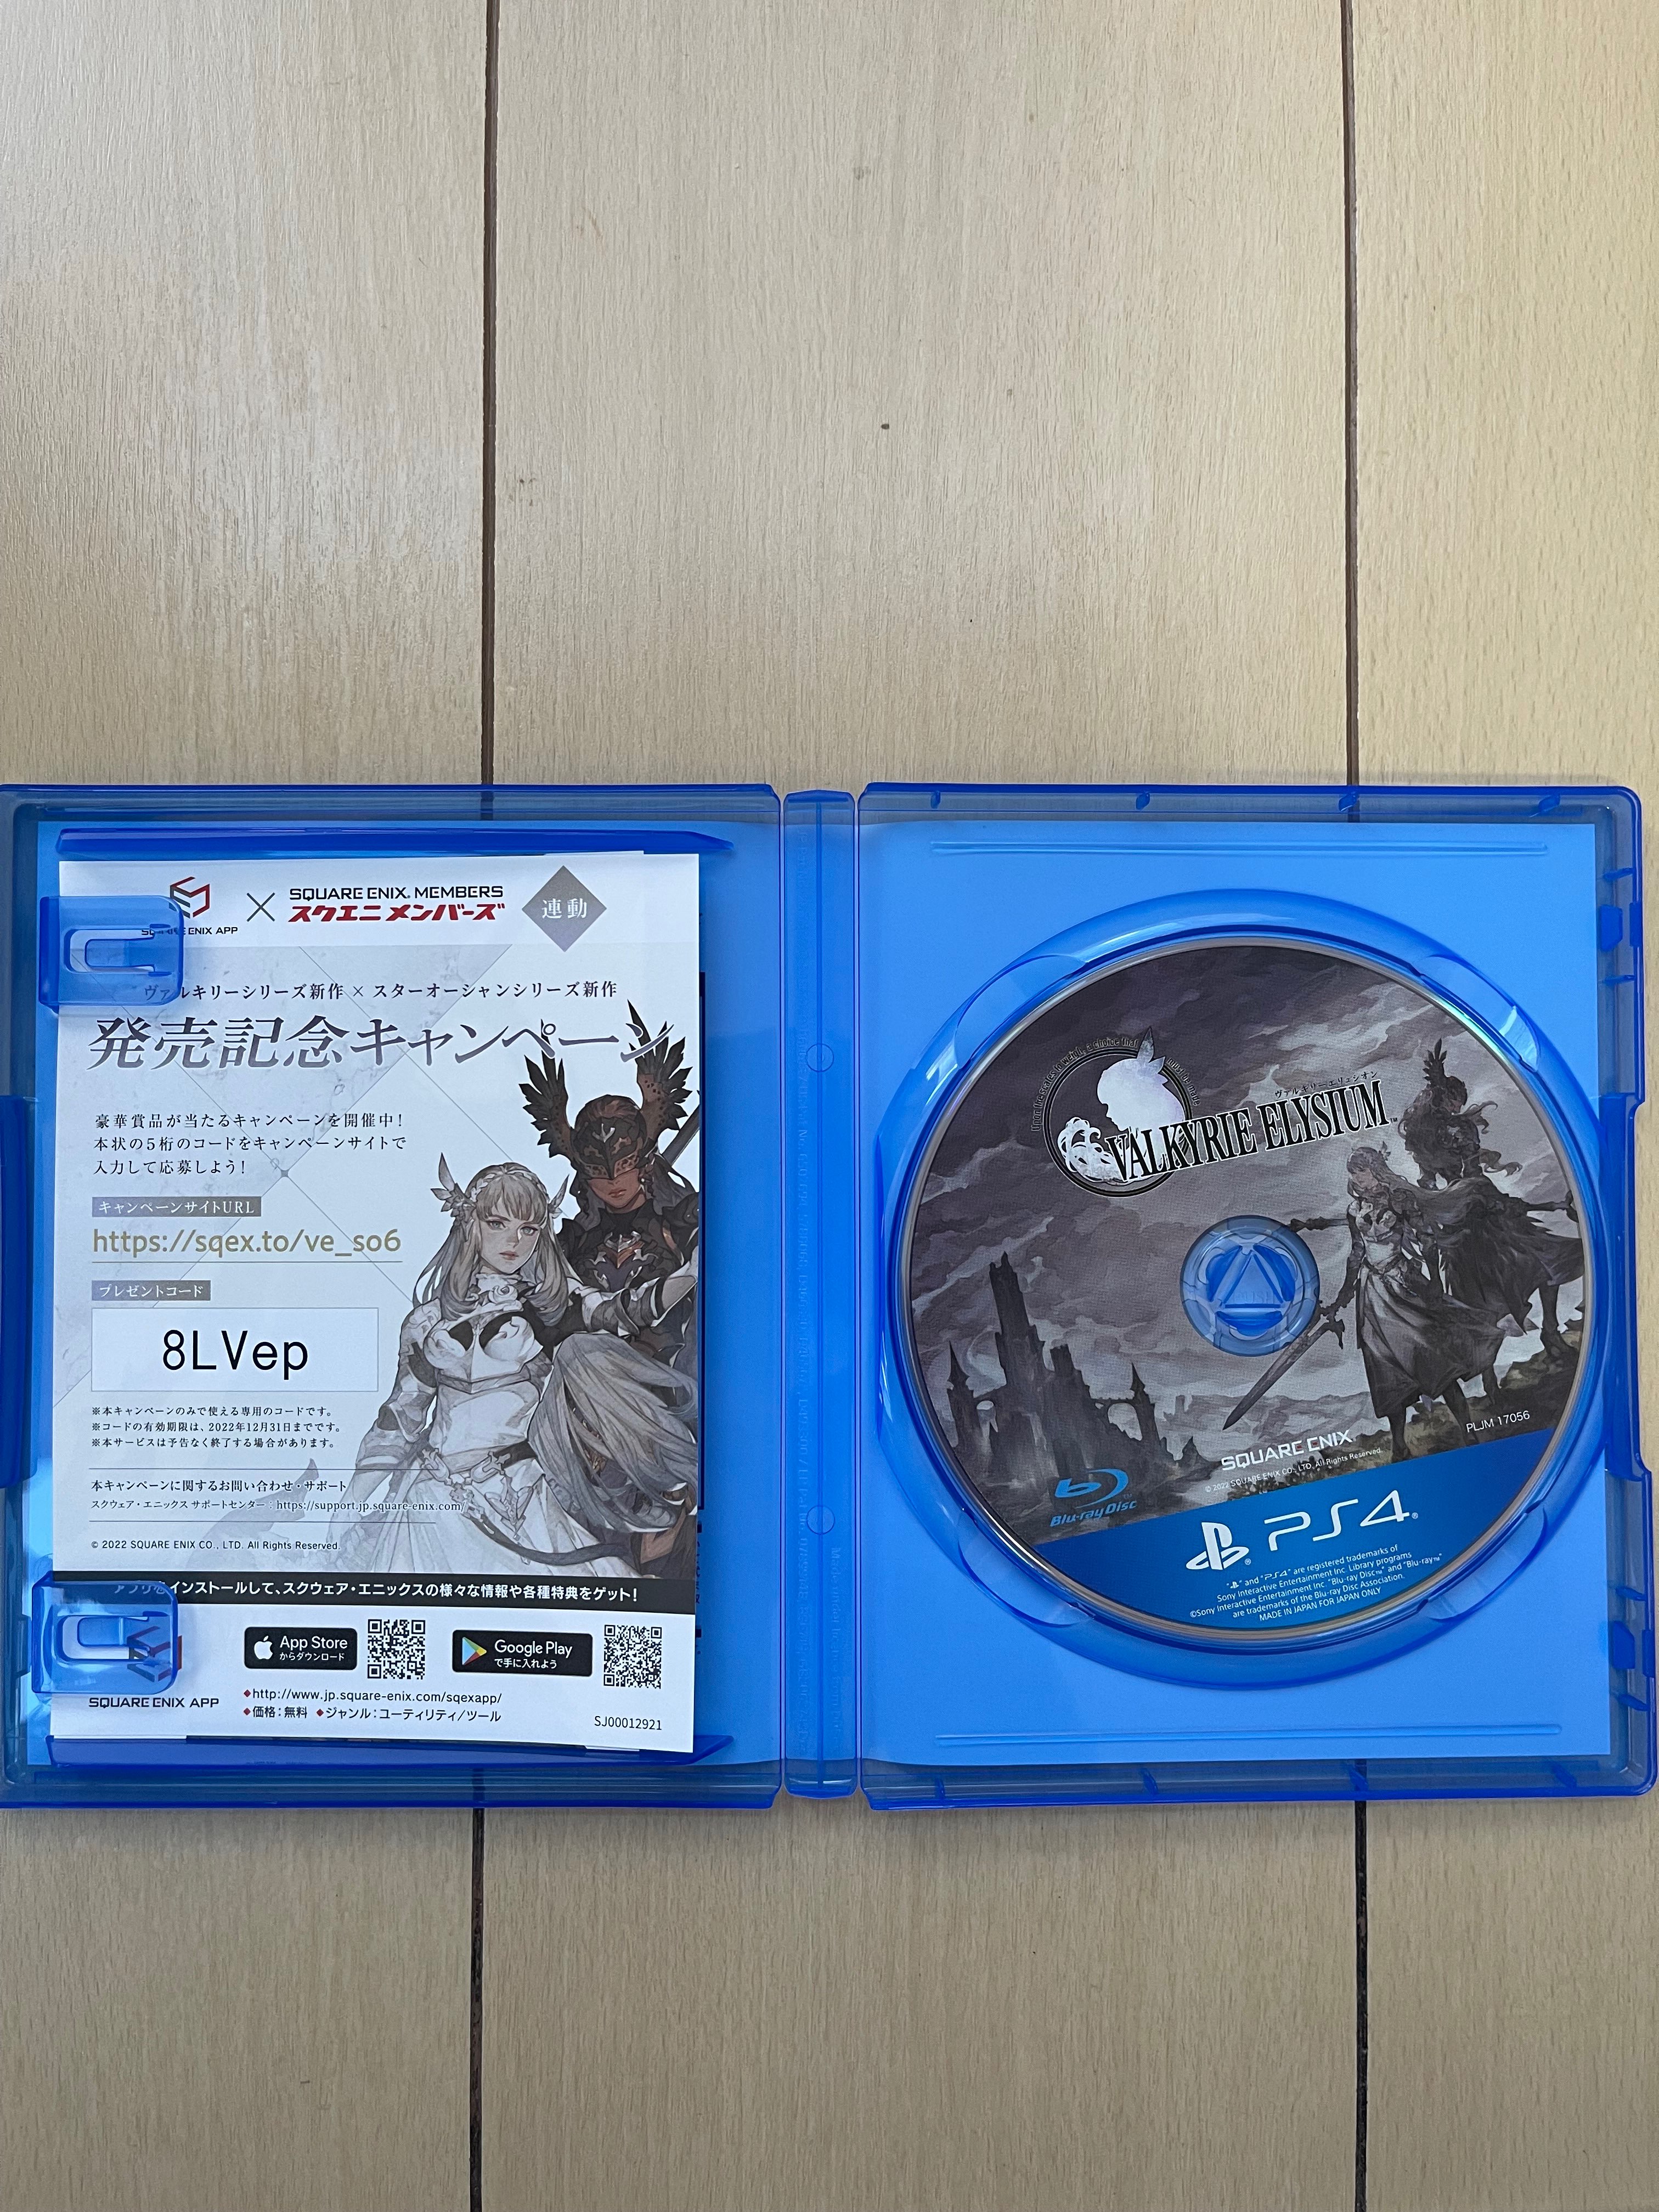 SQUARE ENIX APP
×
SQUARE ENIX. MEMBERS
スクエニ メンバーズ
連動
ヴァルキリーシリーズ新作 × スターオーシャンシリーズ新作
発売記念キャンペーン
豪華賞品が当たるキャンペーンを開催中！
本状の5桁のコードをキャンペーンサイトで
入力して応募しよう！
キャンペーンサイトURL
https://sqex.to/ve_so6
プレゼントコード
8LVep
※本キャンペーンのみで使える専用のコードです。
※コードの有効期限は、2022年12月31日までです。
※本サービスは予告なく終了する場合があります。
本キャンペーンに関するお問い合わせ・サポート
スクウェア・エニックス サポートセンター：https://support.jp.square-enix.com/
© 2022 SQUARE ENIX CO., LTD. All Rights Reserved.
アプリをインストールして、スクウェア・エニックスの様々な情報や各種特典をゲット！
App Store
からダウンロード
Google Play
で手に入れよう
SQUARE ENIX APP
◆http://www.jp.square-enix.com/sqexapp/
◆価格：無料 ◆ジャンル：ユーティリティ／ツール
SJ00012921
ヴァルキリーエリュシオン
VALKYRIE ELYSIUM™
PLJM 17056
SQUARE ENIX.
© 2022 SQUARE ENIX CO., LTD. All Rights Reserved.
Blu-ray Disc™
PS4®
" " and "PS4" are registered trademarks of
Sony Interactive Entertainment Inc. Library programs
©Sony Interactive Entertainment Inc. "Blu-ray Disc™" and "Blu-ray™"
are trademarks of the Blu-ray Disc Association.
MADE IN JAPAN FOR JAPAN ONLY